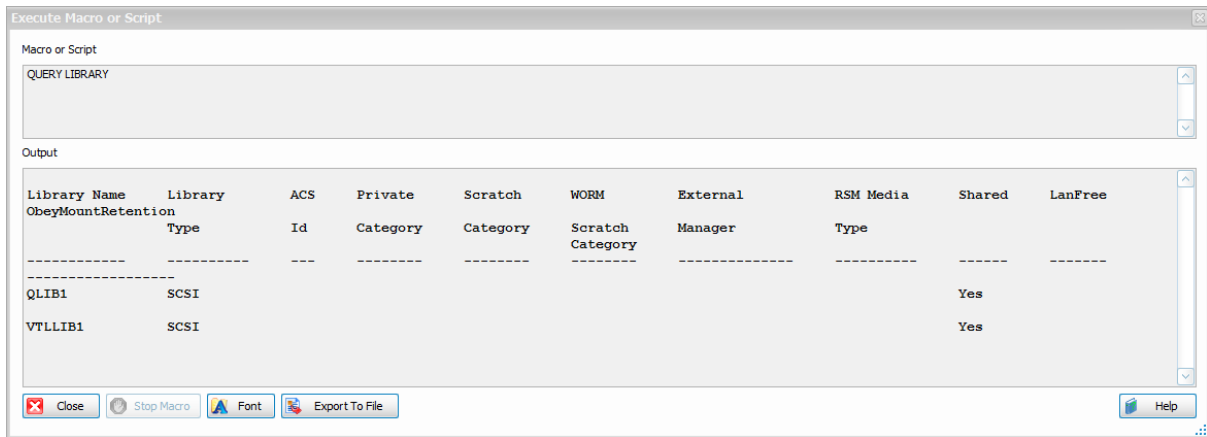 Execute Macro or Script
Macro or Script
QUERY LIBRARY
Output
Library Name Library ACS Private Scratch WORM External RSM Media Shared LanFree
ObeyMountRetention
Type Id Category Category Scratch Manager Type
Category
------------ ---------- --- -------- -------- -------- -------------- ---------- ------ -------
------------------
QLIB1 SCSI Yes
VTLLIB1 SCSI Yes
Close Stop Macro Font Export To File Help